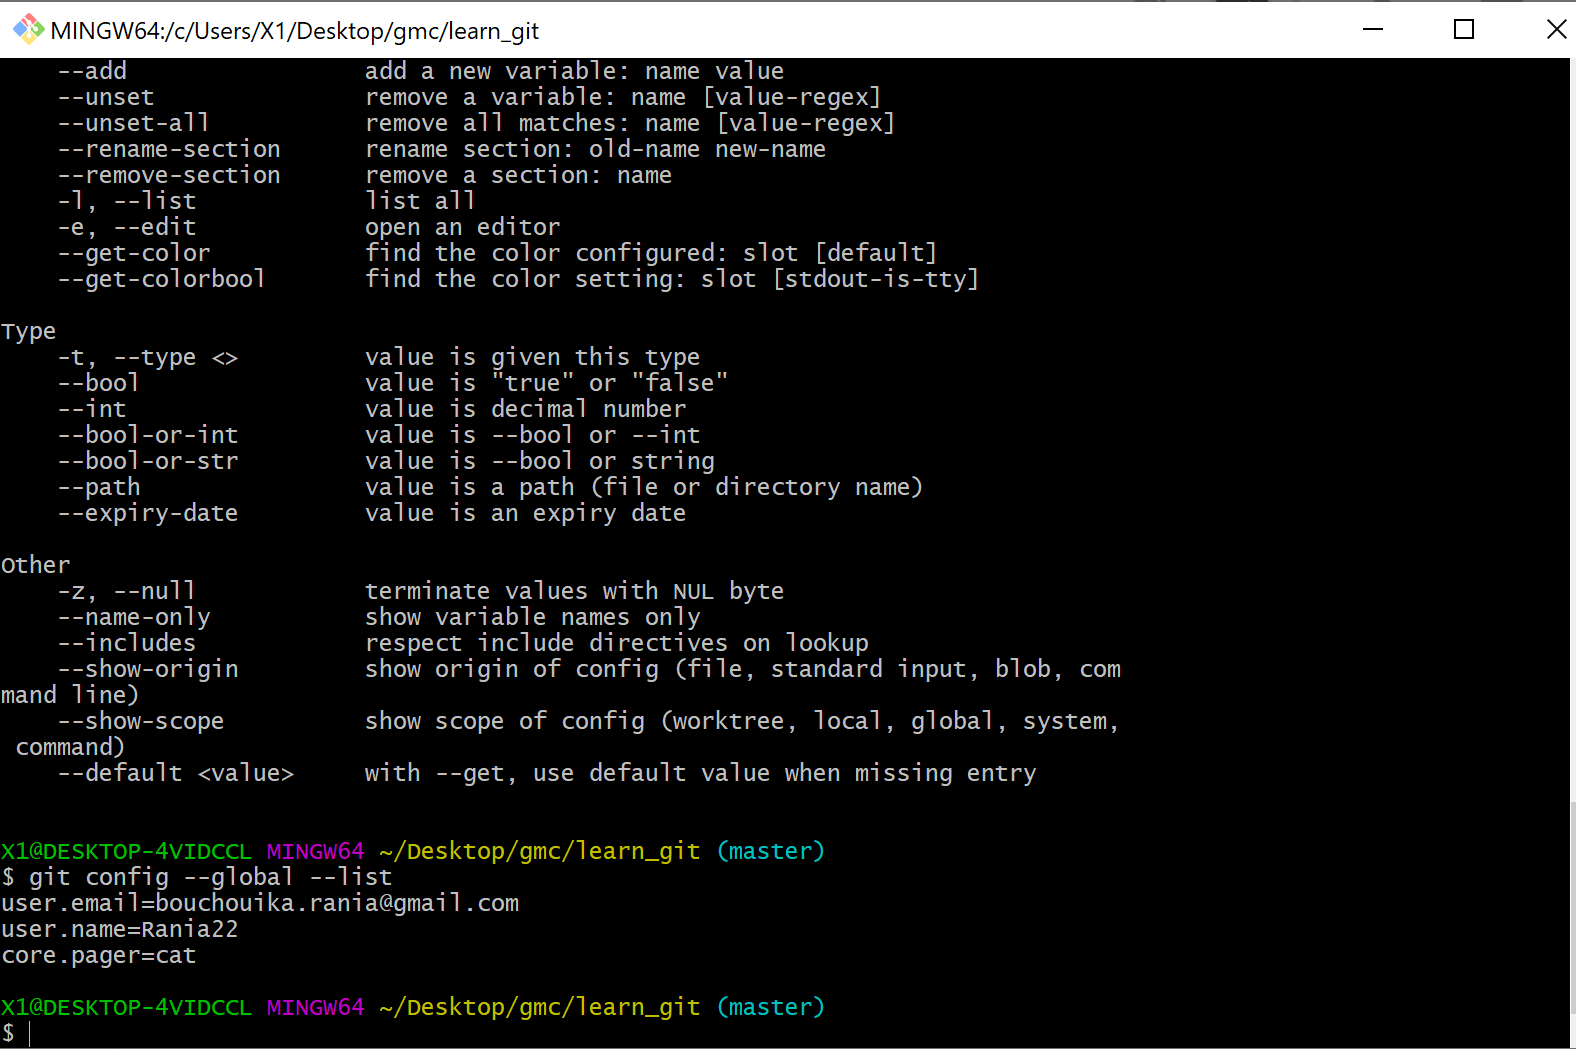 MINGW64:/c/Users/X1/Desktop/gmc/learn_git
--add add a new variable: name value
--unset remove a variable: name [value-regex]
--unset-all remove all matches: name [value-regex]
--rename-section rename section: old-name new-name
--remove-section remove a section: name
-l, --list list all
-e, --edit open an editor
--get-color find the color configured: slot [default]
--get-colorbool find the color setting: slot [stdout-is-tty]
Type
-t, --type <> value is given this type
--bool value is "true" or "false"
--int value is decimal number
--bool-or-int value is --bool or --int
--bool-or-str value is --bool or string
--path value is a path (file or directory name)
--expiry-date value is an expiry date
Other
-z, --null terminate values with NUL byte
--name-only show variable names only
--includes respect include directives on lookup
--show-origin show origin of config (file, standard input, blob, com
mand line)
--show-scope show scope of config (worktree, local, global, system,
command)
--default <value> with --get, use default value when missing entry
X1@DESKTOP-4VIDCCL MINGW64 ~/Desktop/gmc/learn_git (master)
$ git config --global --list
user.email=bouchouika.rania@gmail.com
user.name=Rania22
core.pager=cat
X1@DESKTOP-4VIDCCL MINGW64 ~/Desktop/gmc/learn_git (master)
$